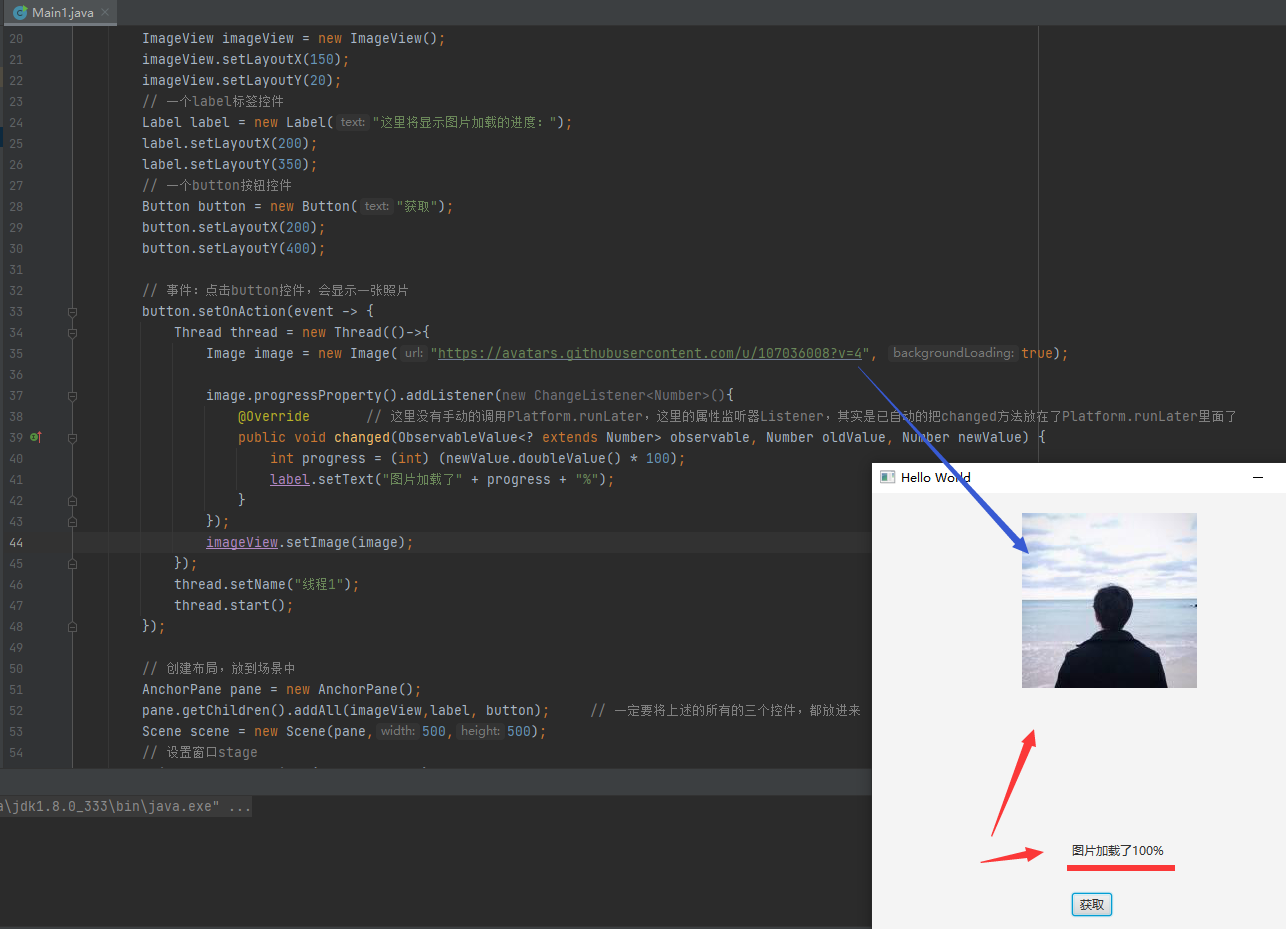 Main1.java
20 ImageView imageView = new ImageView();
21 imageView.setLayoutX(150);
22 imageView.setLayoutY(20);
23 // 一个label标签控件
24 Label label = new Label( text: "这里将显示图片加载的进度：");
25 label.setLayoutX(200);
26 label.setLayoutY(350);
27 // 一个button按钮控件
28 Button button = new Button( text: "获取");
29 button.setLayoutX(200);
30 button.setLayoutY(400);
31
32 // 事件：点击button控件，会显示一张照片
33 button.setOnAction(event -> {
34 Thread thread = new Thread(()->{
35 Image image = new Image( url: "https://avatars.githubusercontent.com/u/107036008?v=4", backgroundLoading: true);
36
37 image.progressProperty().addListener(new ChangeListener<Number>(){
38 @Override // 这里没有手动的调用Platform.runLater，这里的属性监听器Listener，其实是已自动的把changed方法放在了Platform.runLater里面了
39 public void changed(ObservableValue<? extends Number> observable, Number oldValue, Number newValue) {
40 int progress = (int) (newValue.doubleValue() * 100);
41 label.setText("图片加载了" + progress + "%");
42 }
43 });
44 imageView.setImage(image);
45 });
46 thread.setName("线程1");
47 thread.start();
48 });
49
50 // 创建布局，放到场景中
51 AnchorPane pane = new AnchorPane();
52 pane.getChildren().addAll(imageView,label, button); // 一定要将上述的所有的三个控件，都放进来
53 Scene scene = new Scene(pane, width: 500, height: 500);
54 // 设置窗口stage
a\jdk1.8.0_333\bin\java.exe" ...
Hello World
图片加载了100%
获取